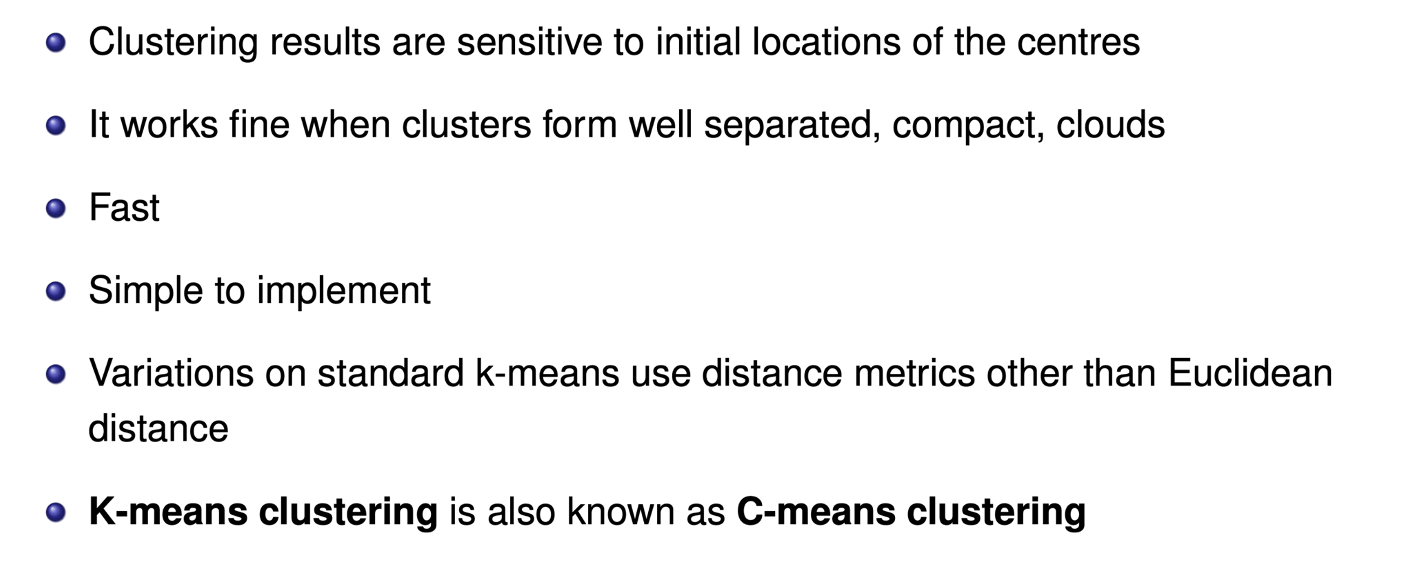 Clustering results are sensitive to initial locations of the centres
It works fine when clusters form well separated, compact, clouds
Fast
Simple to implement
Variations on standard k-means use distance metrics other than Euclidean
distance
K-means clustering is also known as C-means clustering